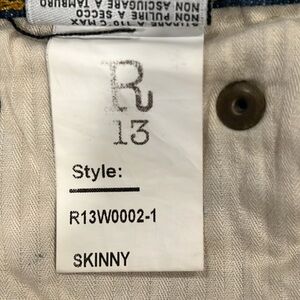 NON ASCIUGARE A TAMBURO
NON PULIRE A SECCO
R
13
Style:
R13W0002-1
SKINNY